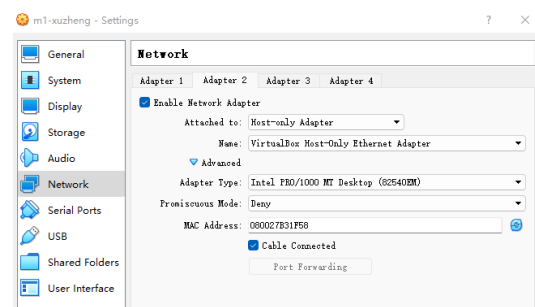 m1-xuzheng - Settings
?
General
System
Display
Storage
Audio
Network
Serial Ports
USB
Shared Folders
User Interface
Network
Adapter 1 Adapter 2 Adapter 3 Adapter 4
Enable Network Adapter
Attached to: Host-only Adapter
Name: VirtualBox Host-Only Ethernet Adapter
Advanced
Adapter Type: Intel PRO/1000 MT Desktop (82540EM)
Promiscuous Mode: Deny
MAC Address: 080027B31F58
Cable Connected
Port Forwarding